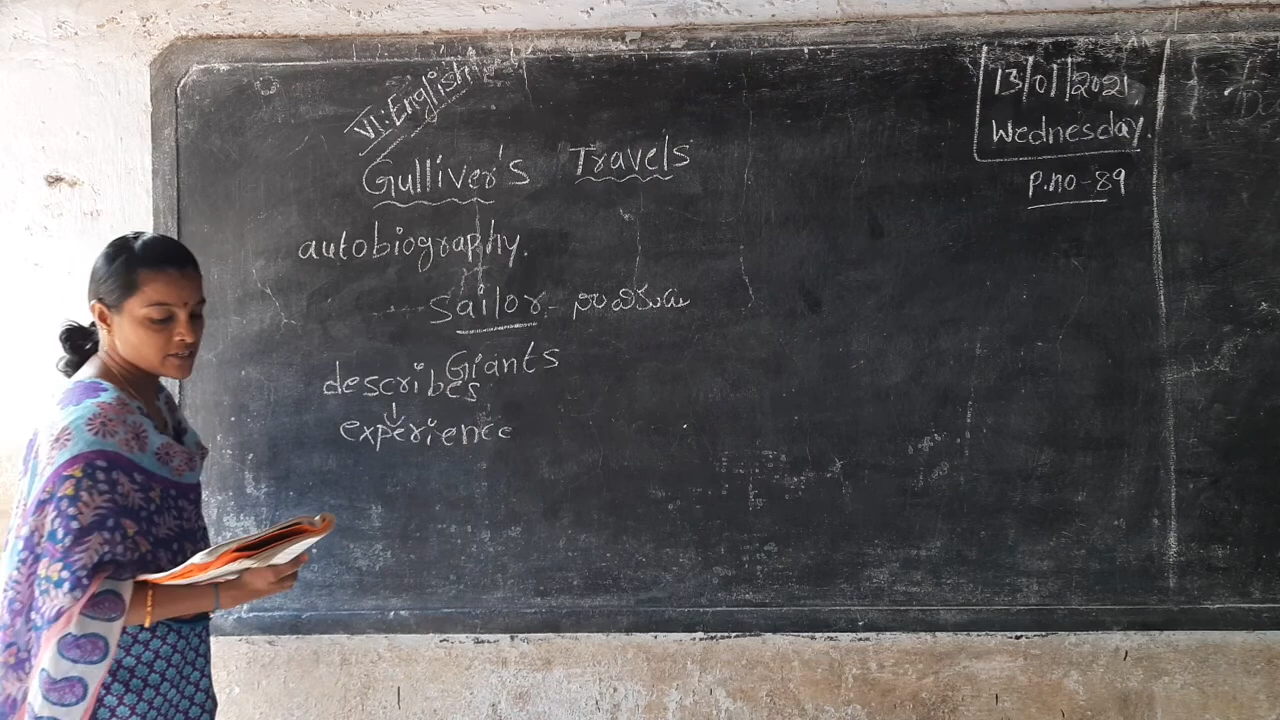 VI: English
Gulliver's Travels
autobiography.
Sailor - నావికుడు
Giants
describes
experience
13/01/2021.
Wednesday.
P.no-89